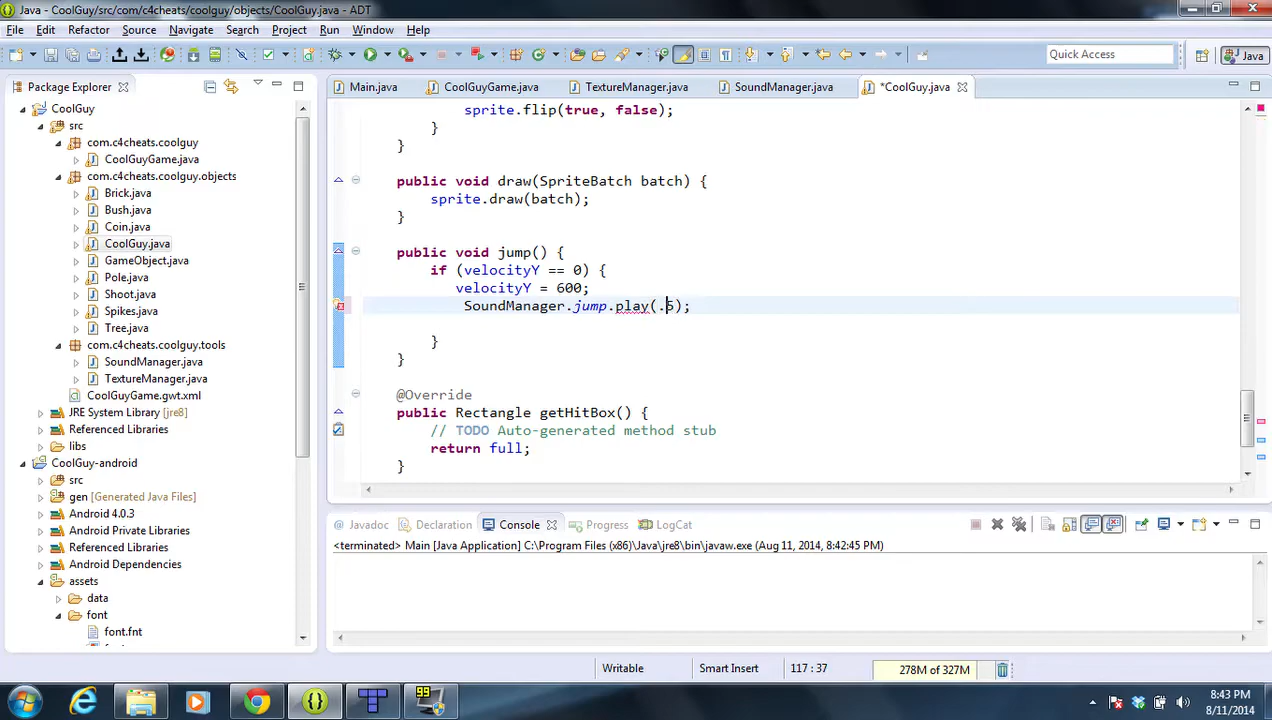 Java - CoolGuy/src/com/c4cheats/coolguy/objects/CoolGuy.java - ADT
File Edit Refactor Source Navigate Search Project Run Window Help
Quick Access
Java
Package Explorer
Main.java
CoolGuyGame.java
TextureManager.java
SoundManager.java
*CoolGuy.java
CoolGuy
src
com.c4cheats.coolguy
CoolGuyGame.java
com.c4cheats.coolguy.objects
Brick.java
Bush.java
Coin.java
CoolGuy.java
GameObject.java
Pole.java
Shoot.java
Spikes.java
Tree.java
com.c4cheats.coolguy.tools
SoundManager.java
TextureManager.java
CoolGuyGame.gwt.xml
JRE System Library [jre8]
Referenced Libraries
libs
CoolGuy-android
src
gen [Generated Java Files]
Android 4.0.3
Android Private Libraries
Referenced Libraries
Android Dependencies
assets
data
font
font.fnt
sprite.flip(true, false);
}
}
public void draw(SpriteBatch batch) {
sprite.draw(batch);
}
public void jump() {
if (velocityY == 0) {
velocityY = 600;
SoundManager.jump.play(.5);
}
}
@Override
public Rectangle getHitBox() {
// TODO Auto-generated method stub
return full;
}
Javadoc Declaration Console Progress LogCat
<terminated> Main [Java Application] C:\Program Files (x86)\Java\jre8\bin\javaw.exe (Aug 11, 2014, 8:42:45 PM)
Writable Smart Insert 117 : 37 278M of 327M
99
8:43 PM
8/11/2014